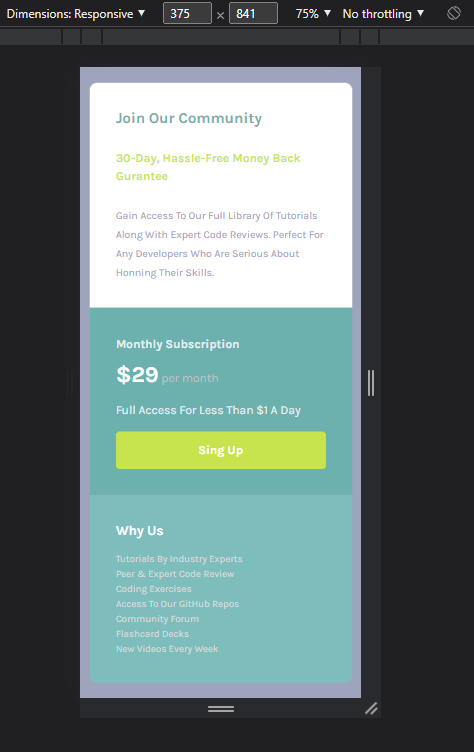 Dimensions: Responsive ▼ 375 × 841 75% ▼ No throttling ▼
Join Our Community
30-Day, Hassle-Free Money Back
Gurantee
Gain Access To Our Full Library Of Tutorials
Along With Expert Code Reviews. Perfect For
Any Developers Who Are Serious About
Honning Their Skills.
Monthly Subscription
$29 per month
Full Access For Less Than $1 A Day
Sing Up
Why Us
Tutorials By Industry Experts
Peer & Expert Code Review
Coding Exercises
Access To Our GitHub Repos
Community Forum
Flashcard Decks
New Videos Every Week